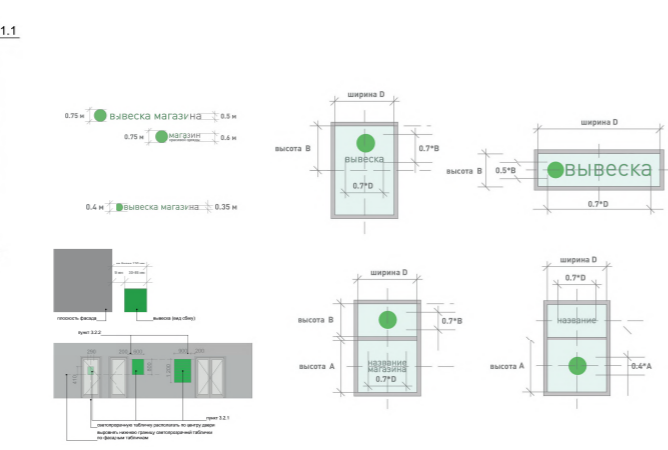 1.1
0.75 м вывеска магазина 0.5 м
0.75 м магазин 0.6 м
0.4 м вывеска магазина 0.35 м
ширина D
высота B
вывеска
0.7*B
0.7*D
ширина D
высота B
0.5*B
вывеска
0.7*D
плоскость фасада
вывеска (вид сбоку)
пункт 3.2.2
пункт 3.2.1
светопрозрачную табличку располагать по центру двери
выровнять нижнюю границу светопрозрачной таблички
по фасадным табличкам
ширина D
высота B
0.7*B
высота A
название
магазина
0.7*D
ширина D
0.7*D
название
высота A
0.4*A